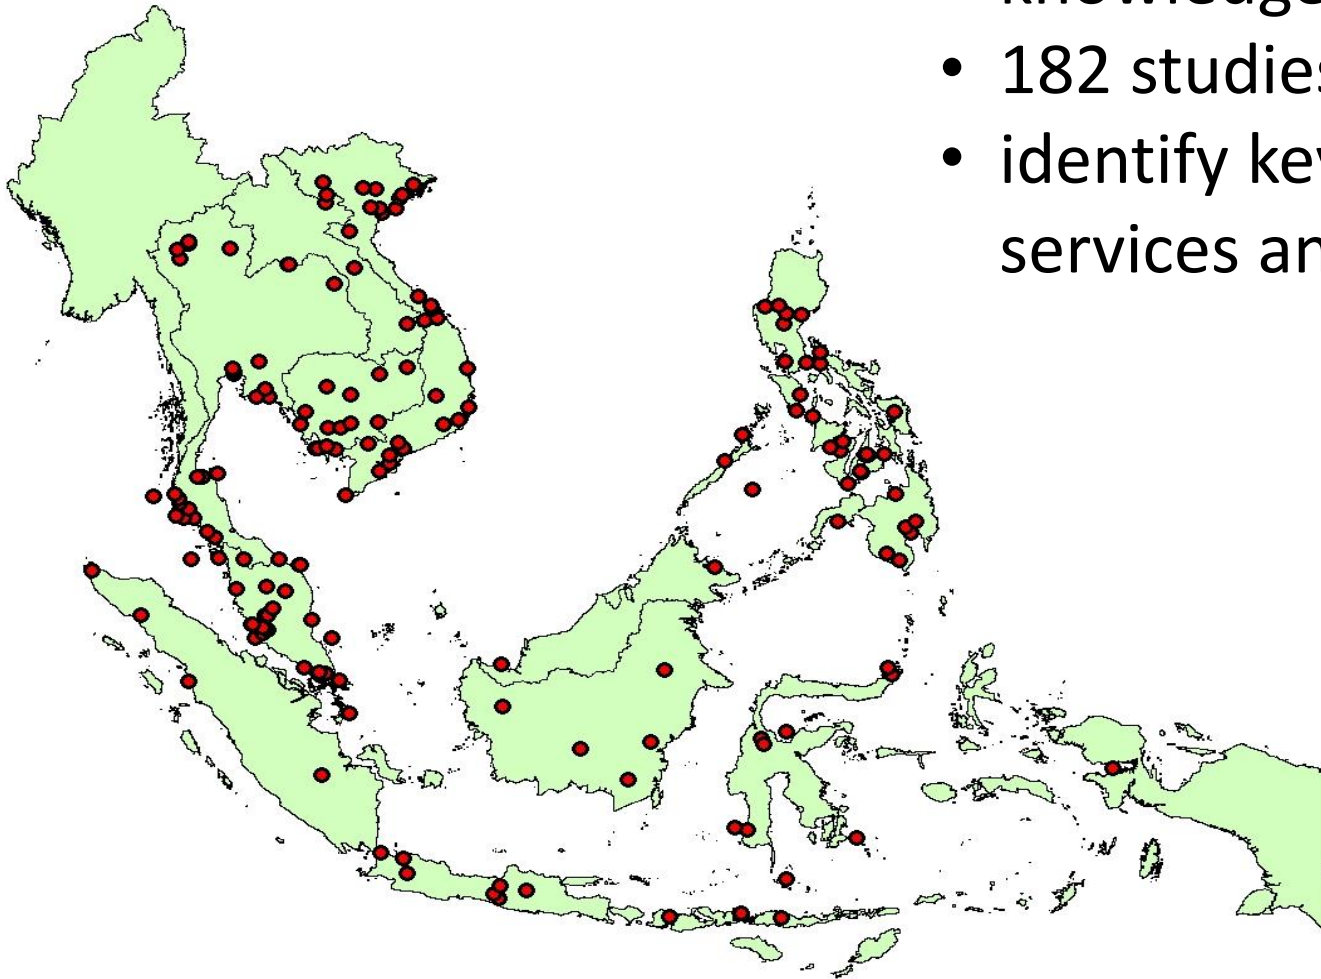 • 182 studies
• identify key
services an